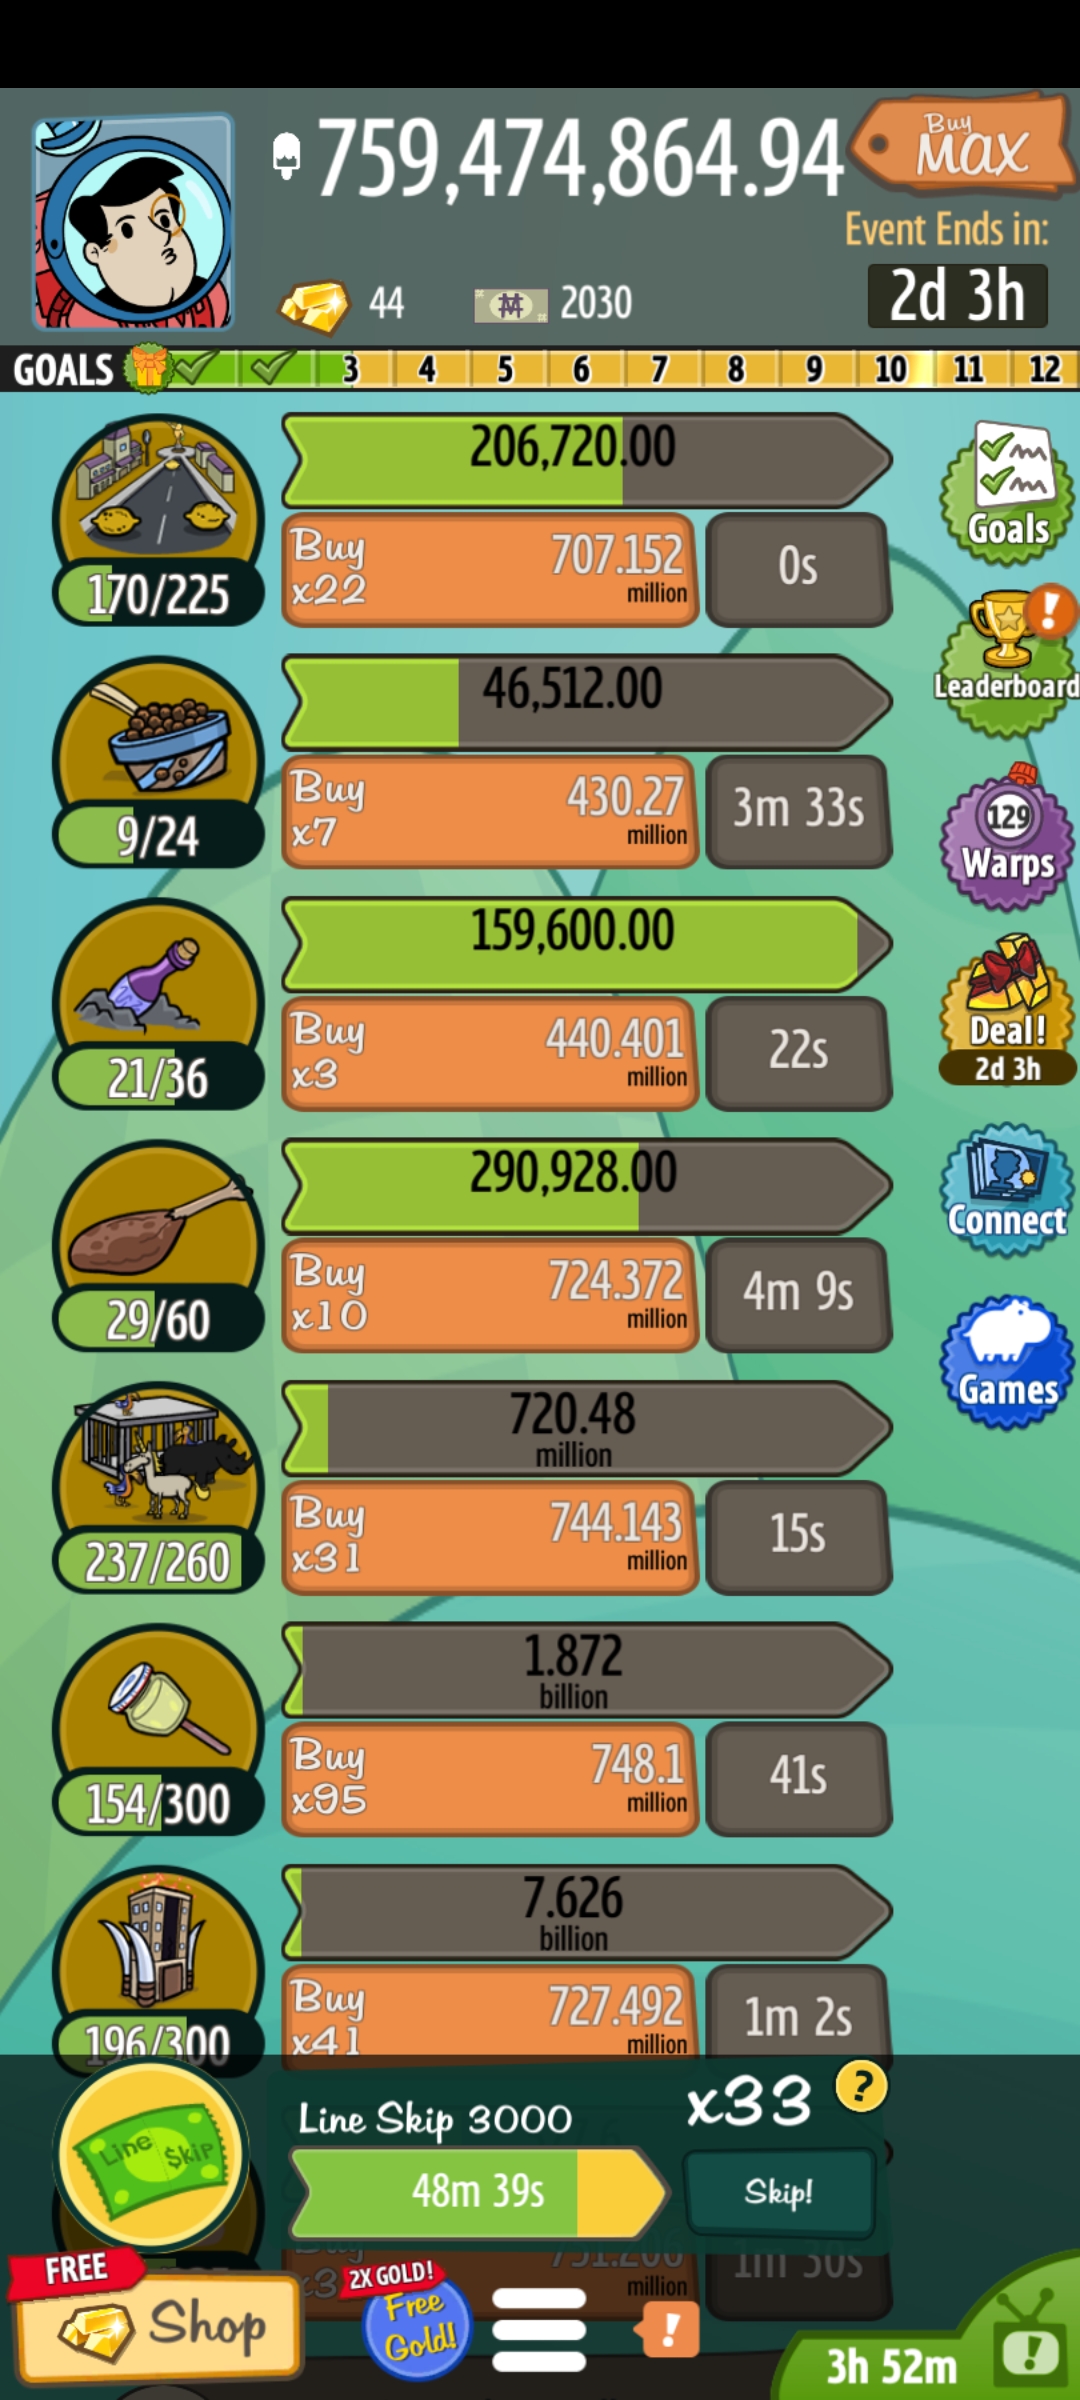 759,474,864.94
Buy
MAX
Event Ends in:
44
2030
2d 3h
GOALS 3 4 5 6 7 8 9 10 11 12
206,720.00
Buy
x22
707.152
million
0s
170/225
Goals
Leaderboard
46,512.00
Buy
x7
430.27
million
3m 33s
9/24
129
Warps
159,600.00
Buy
x3
440.401
million
22s
21/36
Deal!
2d 3h
290,928.00
Buy
x10
724.372
million
4m 9s
29/60
Connect
Games
720.48
million
Buy
x31
744.143
million
15s
237/260
1.872
billion
Buy
x95
748.1
million
41s
154/300
7.626
billion
Buy
x41
727.492
million
1m 2s
196/300
Line Skip
Line Skip 3000
x33
?
48m 39s
Skip!
million
1m 30s
FREE
Shop
2X GOLD!
Free
Gold!
!
3h 52m